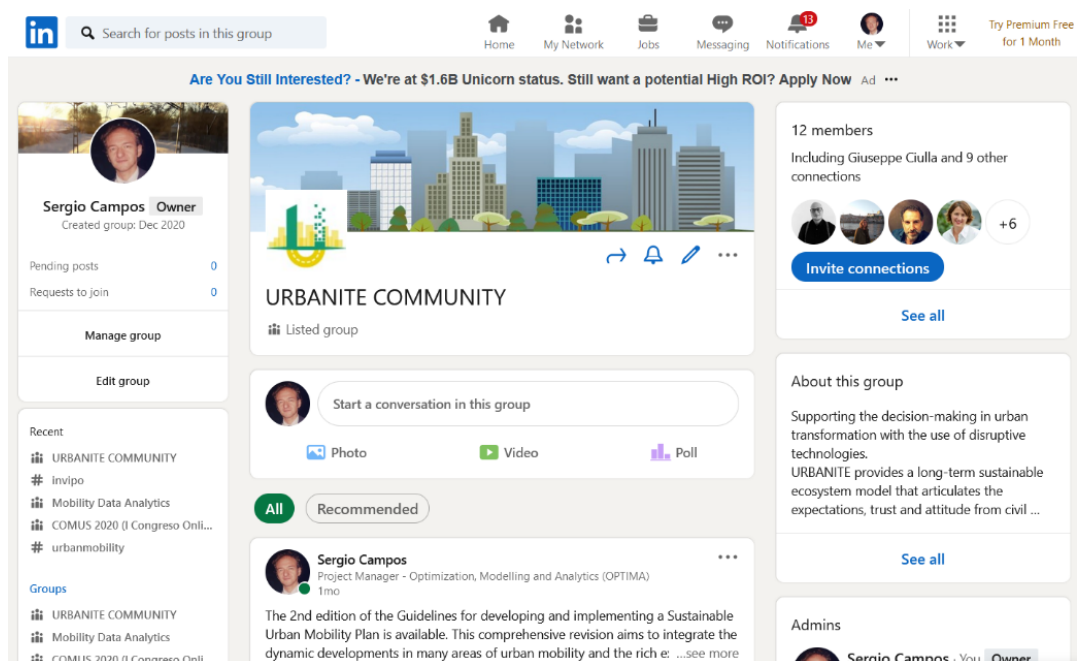 in
Search for posts in this group
Home
My Network
Jobs
Messaging
13
Notifications
Me
Work
Try Premium Free
for 1 Month
Are You Still Interested? - We're at $1.6B Unicorn status. Still want a potential High ROI? Apply Now Ad
Sergio Campos Owner
Created group: Dec 2020
Pending posts 0
Requests to join 0
Manage group
Edit group
Recent
URBANITE COMMUNITY
# invipo
Mobility Data Analytics
COMUS 2020 (I Congreso Onli...
# urbanmobility
Groups
URBANITE COMMUNITY
Mobility Data Analytics
COMUS 2020 (I Congreso Onli...
URBANITE COMMUNITY
Listed group
Start a conversation in this group
Photo
Video
Poll
All
Recommended
Sergio Campos
Project Manager - Optimization, Modelling and Analytics (OPTIMA)
1mo
The 2nd edition of the Guidelines for developing and implementing a Sustainable
Urban Mobility Plan is available. This comprehensive revision aims to integrate the
dynamic developments in many areas of urban mobility and the rich e: ...see more
12 members
Including Giuseppe Ciulla and 9 other
connections
+6
Invite connections
See all
About this group
Supporting the decision-making in urban
transformation with the use of disruptive
technologies.
URBANITE provides a long-term sustainable
ecosystem model that articulates the
expectations, trust and attitude from civil ...
See all
Admins
Sergio Campos · You Owner